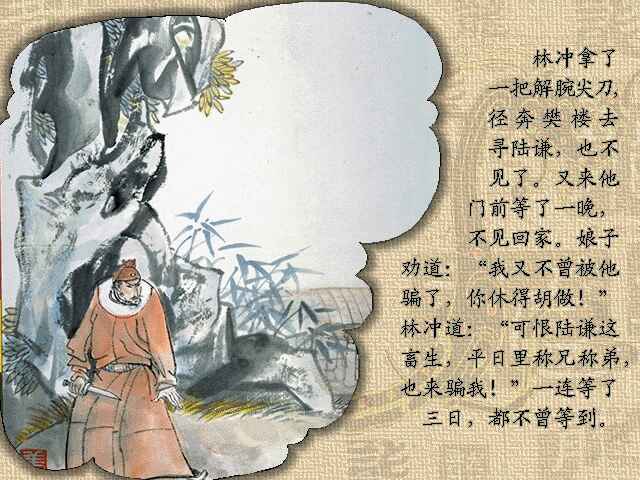 林冲拿了
一把解腕尖刀,
径奔樊楼去
寻陆谦，也不
见了。又来他
门前等了一晚，
不见回家。娘子
劝道：“我又不曾被他
骗了，你休得胡做！”
林冲道：“可恨陆谦这
畜生，平日里称兄称弟，
也来骗我！”一连等了
三日，都不曾等到。